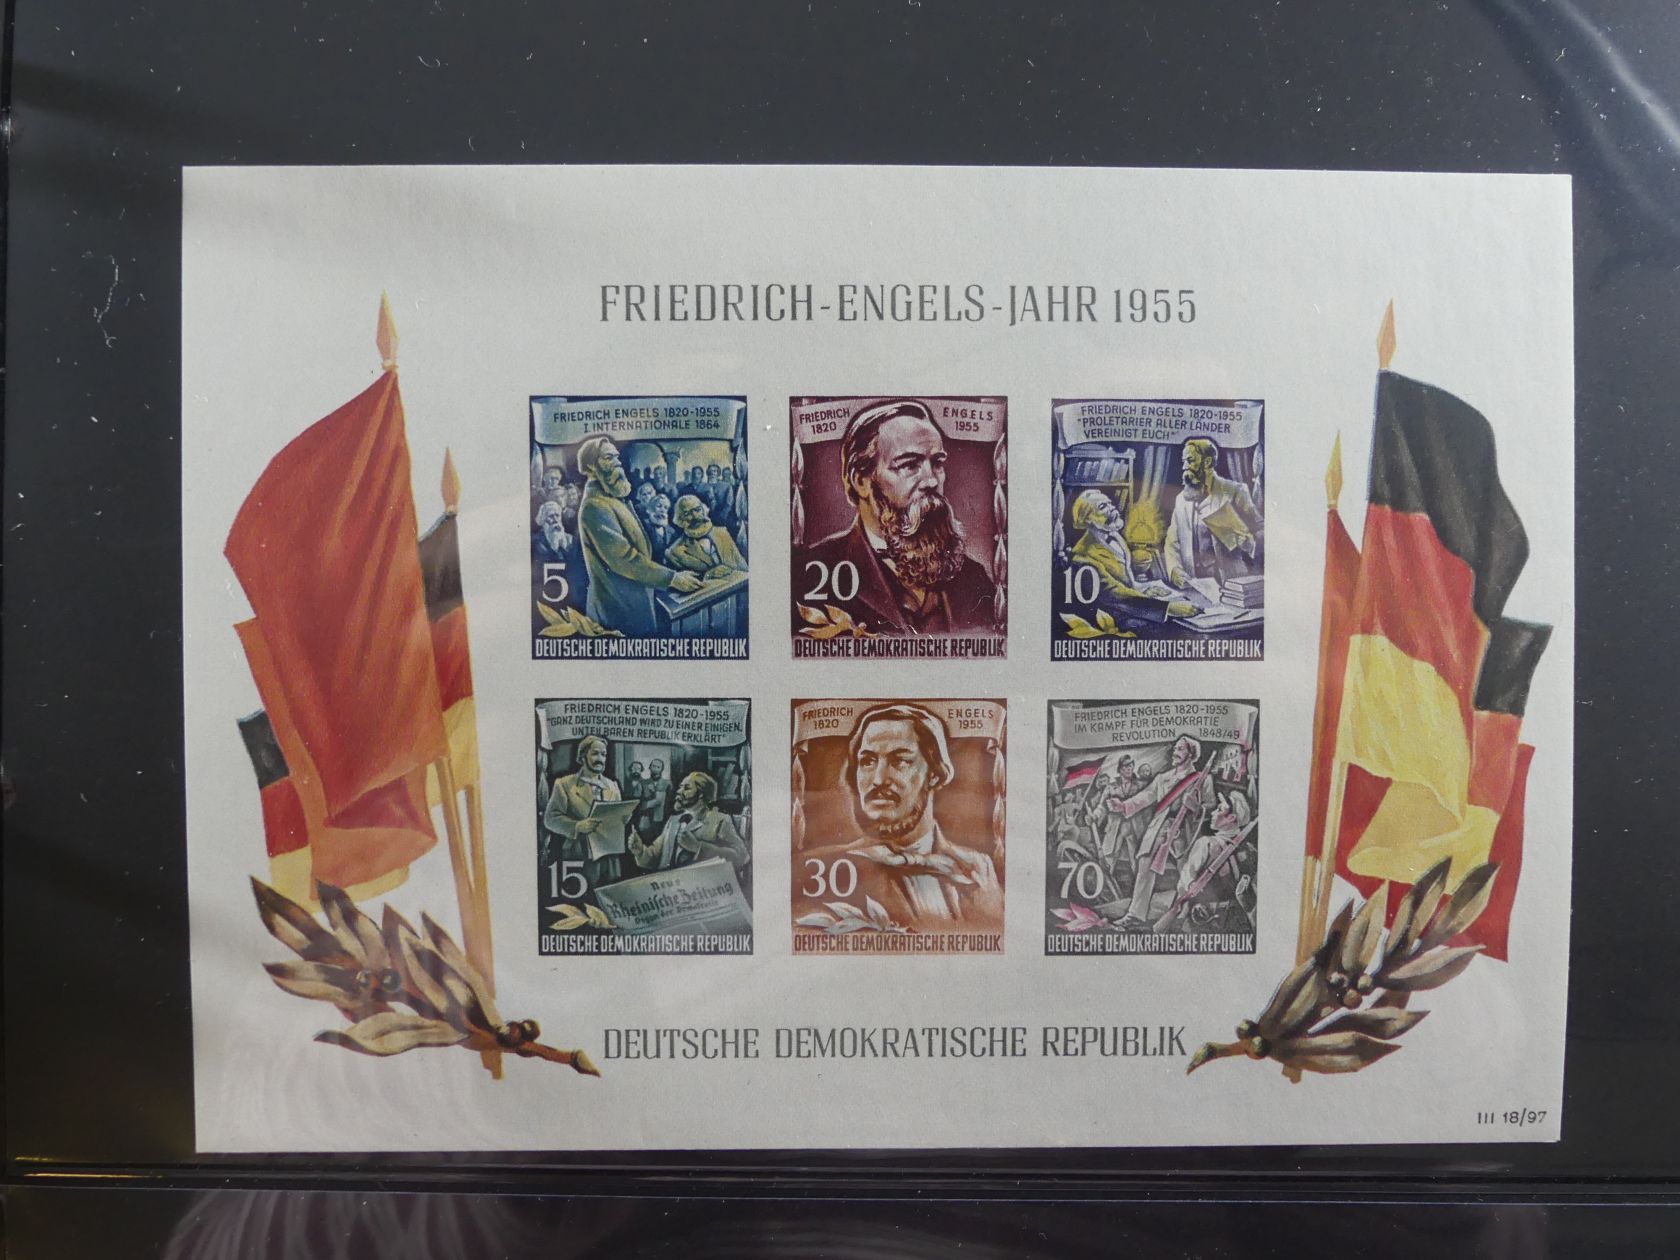 FRIEDRICH-ENGELS-JAHR 1955
FRIEDRICH ENGELS 1820-1955
I. INTERNATIONALE 1864
5
DEUTSCHE DEMOKRATISCHE REPUBLIK
FRIEDRICH ENGELS
1820 1955
20
DEUTSCHE DEMOKRATISCHE REPUBLIK
FRIEDRICH ENGELS 1820-1955
"PROLETARIER ALLER LÄNDER
VEREINIGT EUCH"
10
DEUTSCHE DEMOKRATISCHE REPUBLIK
FRIEDRICH ENGELS 1820-1955
"GANZ DEUTSCHLAND WIRD ZU EINER EINIGEN,
UNTEILBAREN REPUBLIK ERKLÄRT"
15
Neue
Rheinische Zeitung
Organ der Demokratie
DEUTSCHE DEMOKRATISCHE REPUBLIK
FRIEDRICH ENGELS
1820 1955
30
DEUTSCHE DEMOKRATISCHE REPUBLIK
FRIEDRICH ENGELS 1820-1955
IM KAMPF FÜR DEMOKRATIE
REVOLUTION 1848/49
70
DEUTSCHE DEMOKRATISCHE REPUBLIK
DEUTSCHE DEMOKRATISCHE REPUBLIK
III 18/97